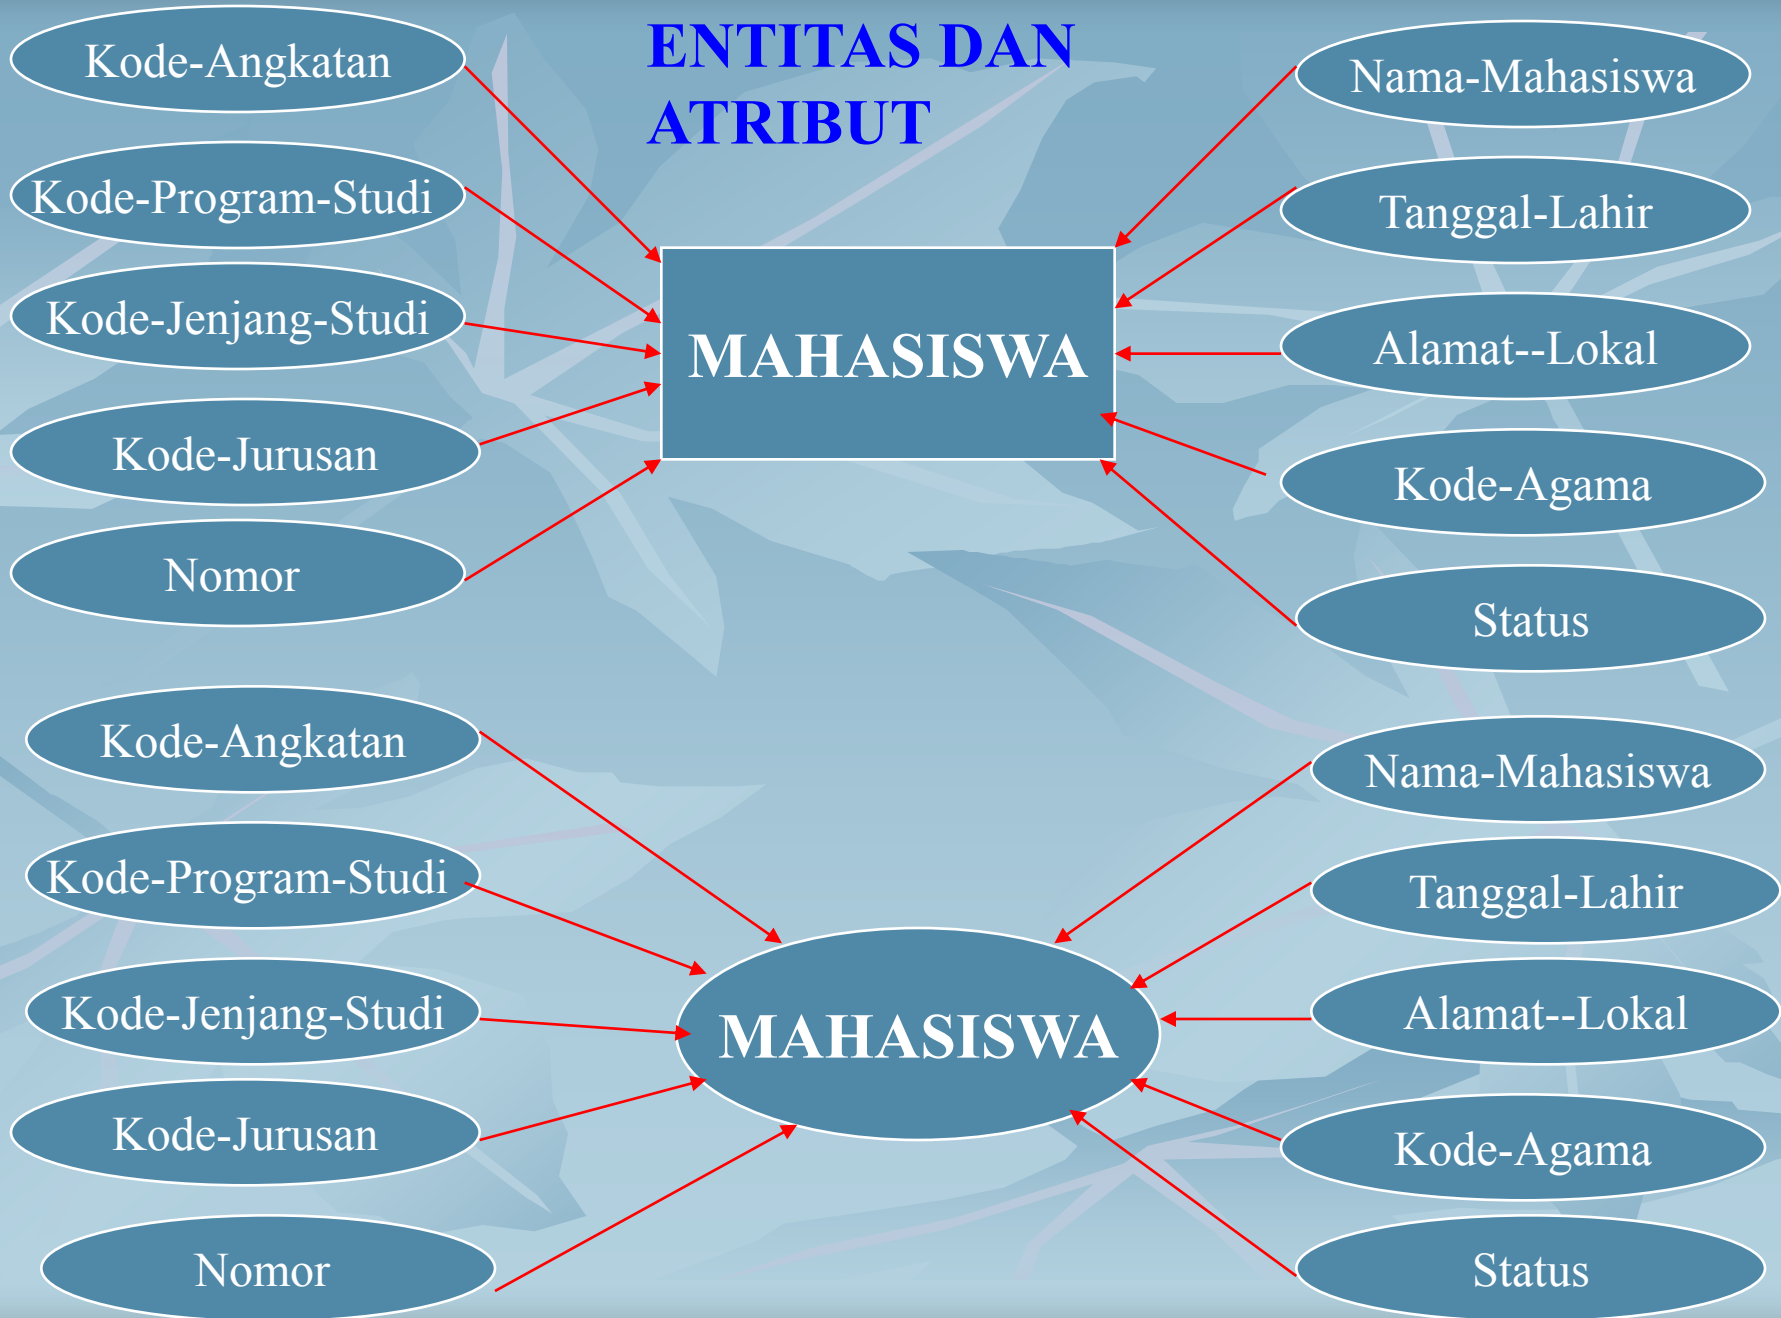 ENTITAS DAN
ATRIBUT
Kode-Angkatan
Kode-Program-Studi
Kode-Jenjang-Studi
Kode-Jurusan
Nomor
MAHASISWA
Nama-Mahasiswa
Tanggal-Lahir
Alamat--Lokal
Kode-Agama
Status
Kode-Angkatan
Kode-Program-Studi
Kode-Jenjang-Studi
Kode-Jurusan
Nomor
MAHASISWA
Nama-Mahasiswa
Tanggal-Lahir
Alamat--Lokal
Kode-Agama
Status